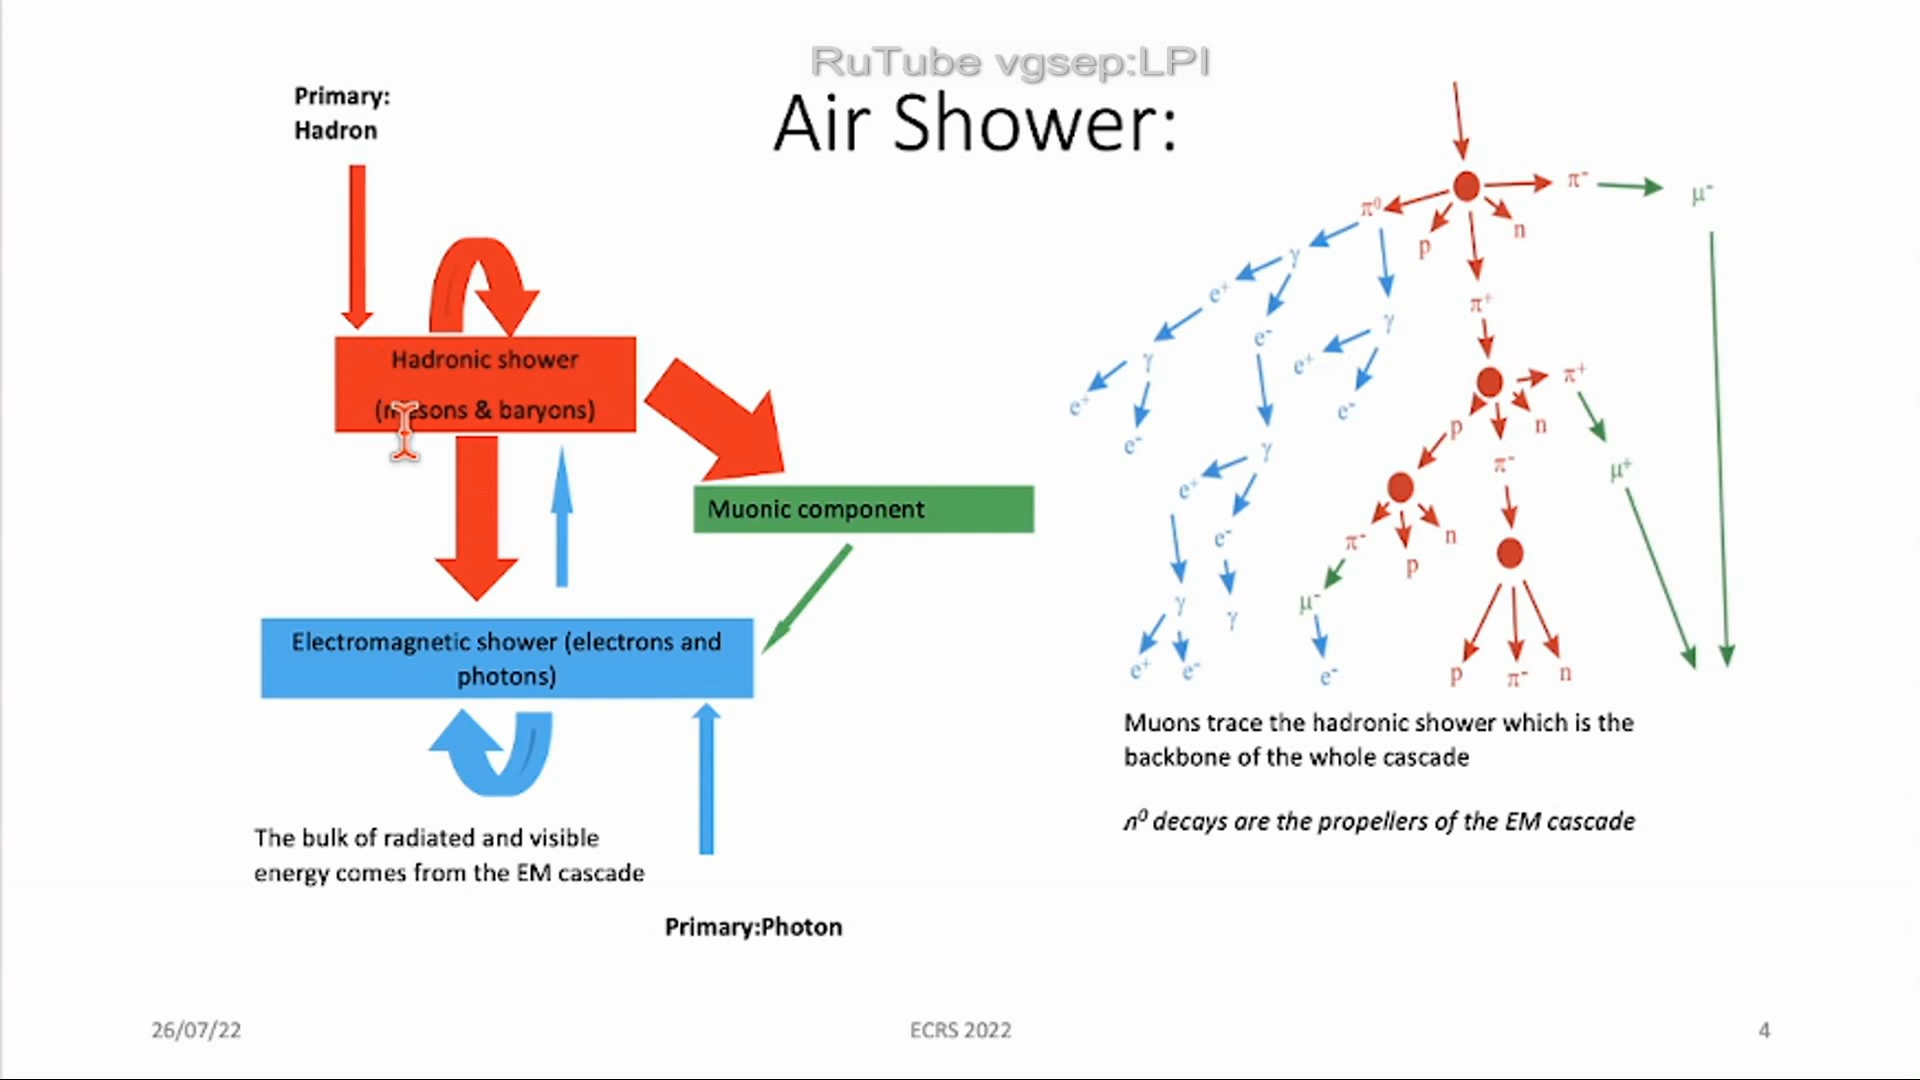 RuTube vgsep:LPI
Air Shower:
Primary:
Hadron
Hadronic shower
(mesons & baryons)
Muonic component
Electromagnetic shower (electrons and
photons)
The bulk of radiated and visible
energy comes from the EM cascade
Primary:Photon
π⁻
μ⁻
π⁰
p
n
γ
e⁺
π⁺
γ
e⁻
γ
e⁺
π⁺
e⁺
e⁻
e⁻
p
n
γ
π⁻
μ⁺
e⁺
e⁻
π⁻
n
p
γ
μ⁻
γ
e⁺
e⁻
e⁻
p
π⁻
n
Muons trace the hadronic shower which is the
backbone of the whole cascade
π⁰ decays are the propellers of the EM cascade
26/07/22
ECRS 2022
4